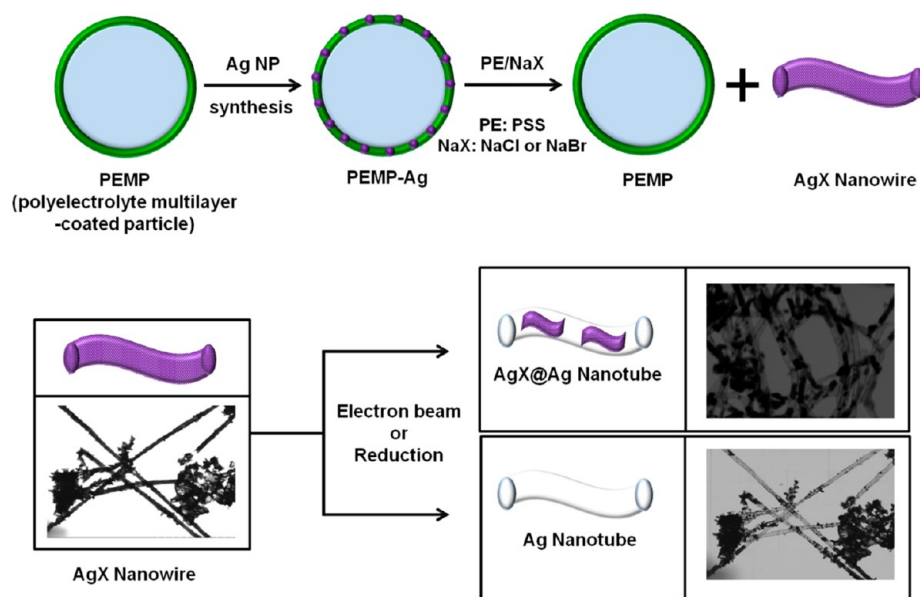 Ag NP
synthesis
PE/NaX
PE: PSS
NaX: NaCl or NaBr
PEMP
(polyelectrolyte multilayer
-coated particle)
PEMP-Ag
PEMP
+
AgX Nanowire
AgX Nanowire
Electron beam
or
Reduction
AgX@Ag Nanotube
Ag Nanotube